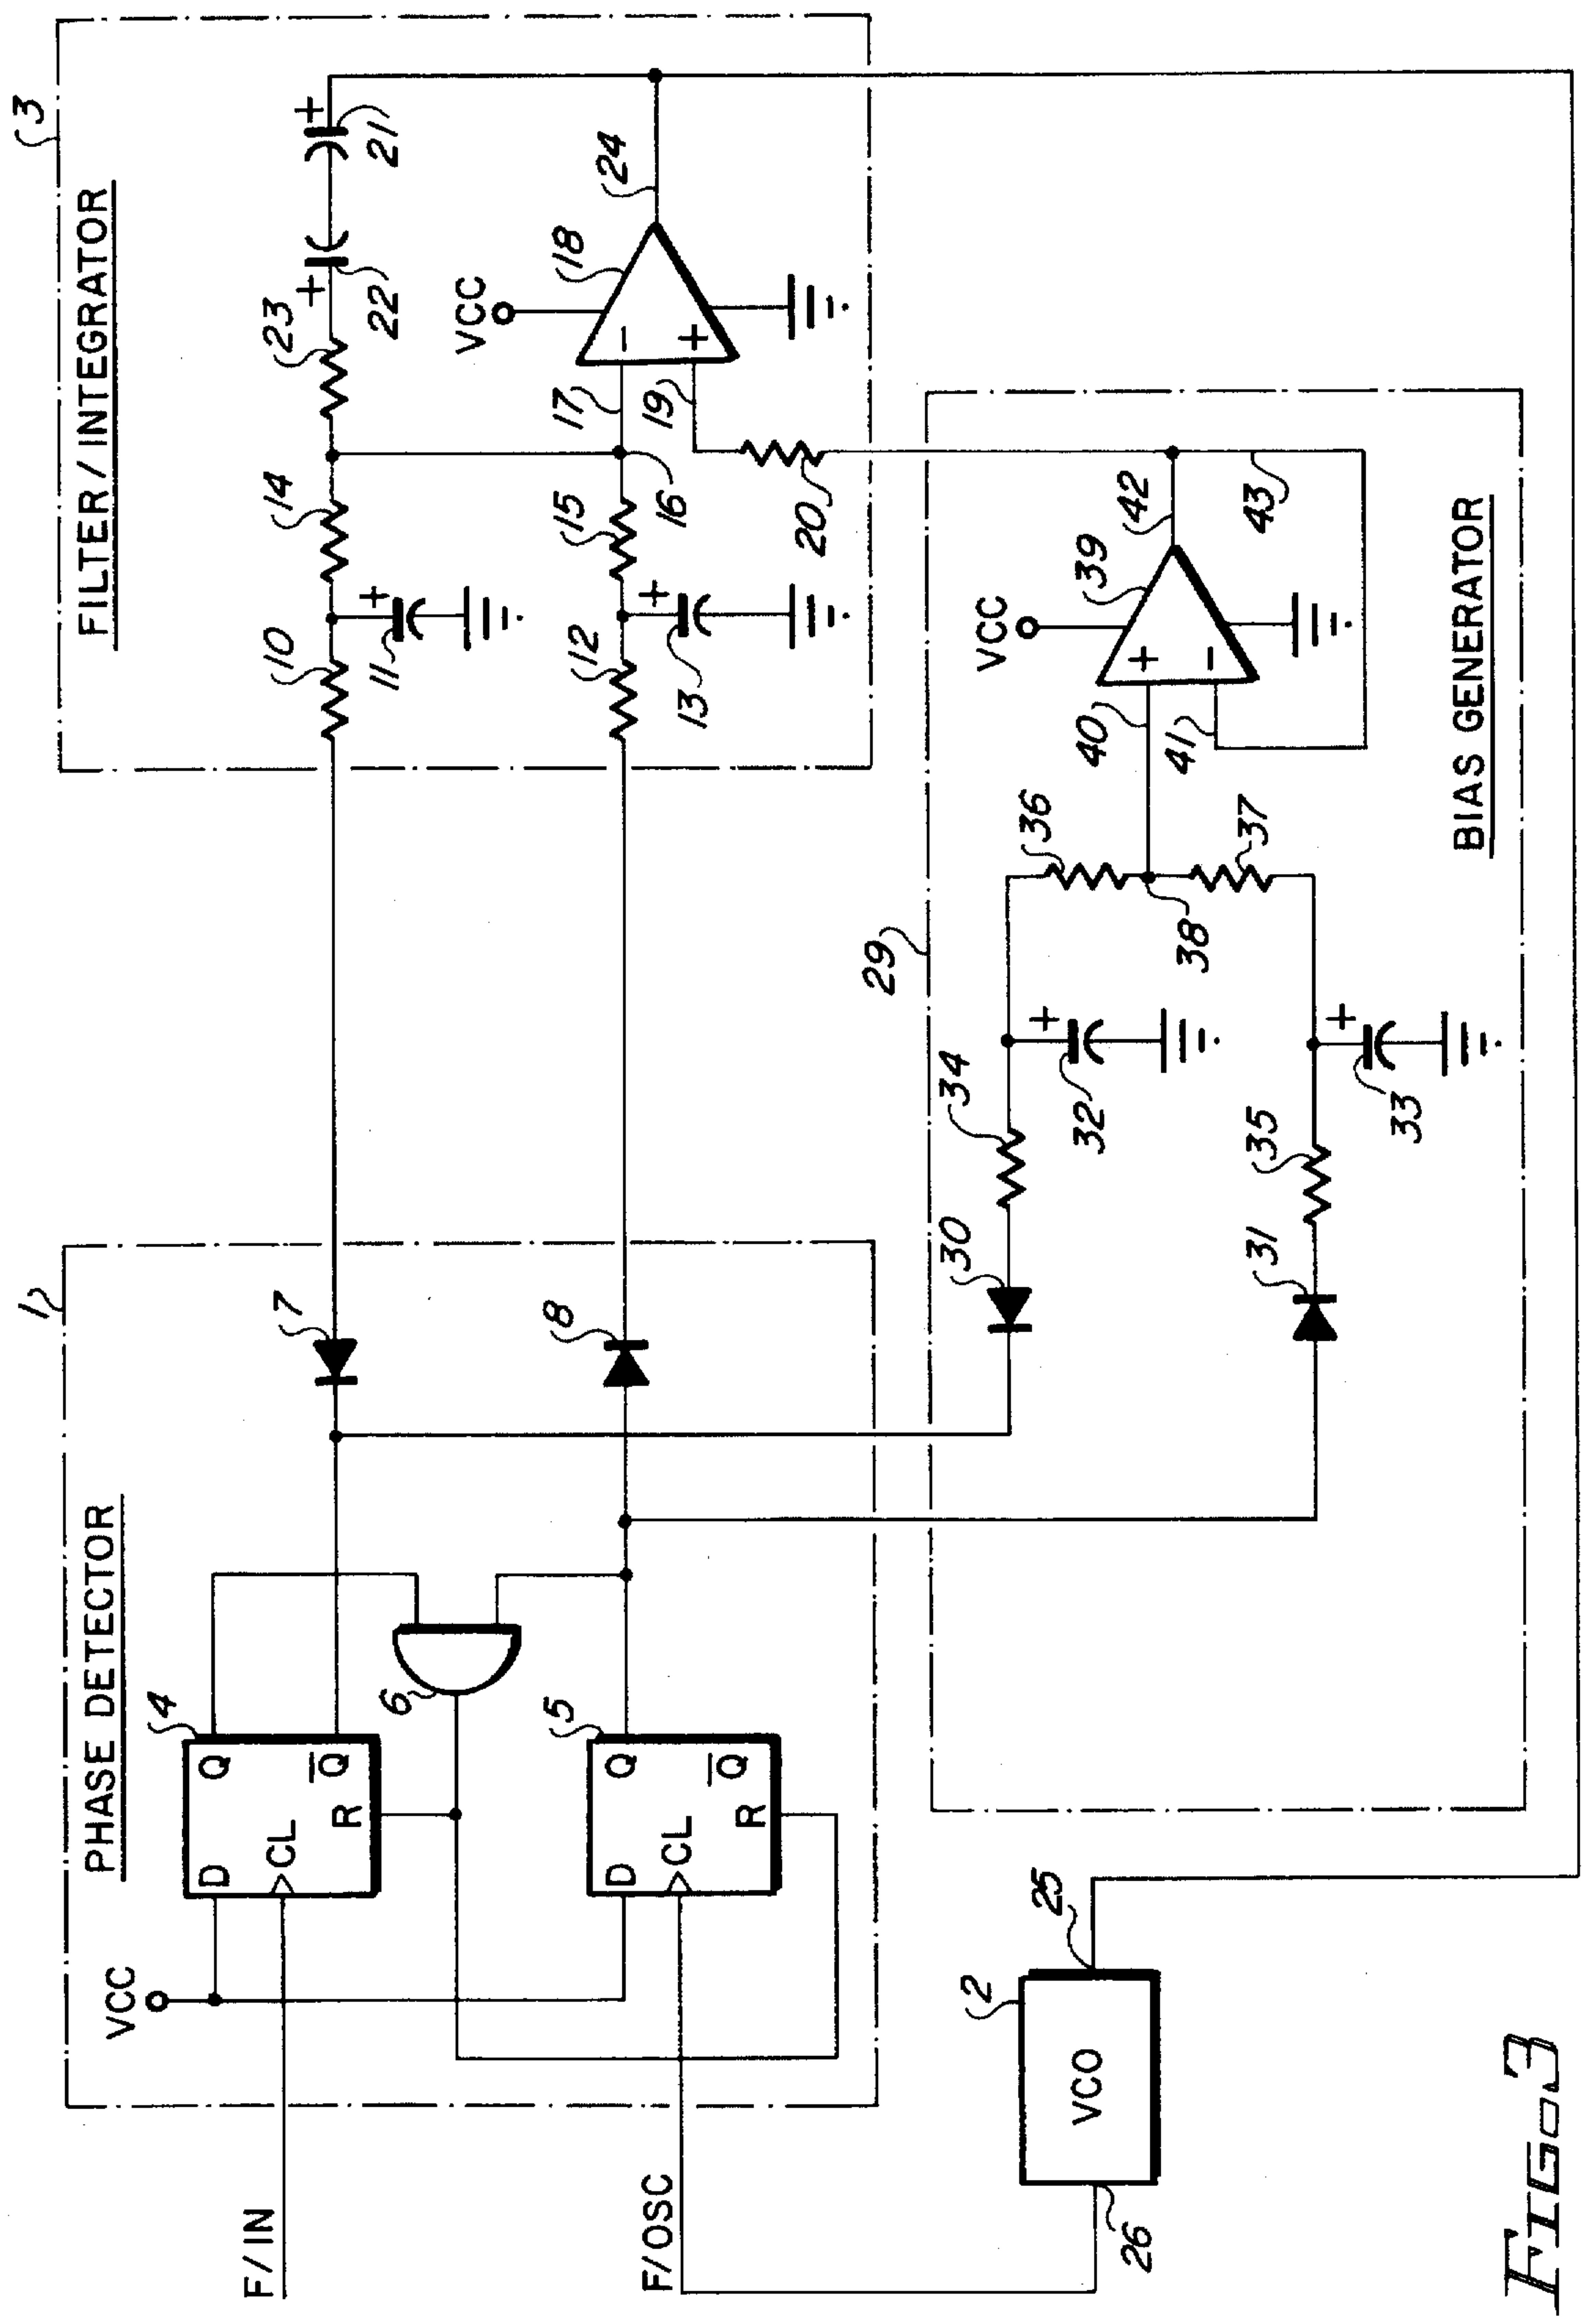 PHASE DETECTOR
1
VCC
F/IN
D
Q
CL
Q
R
4
6
7
F/OSC
D
Q
CL
Q
R
5
8
FILTER/INTEGRATOR
3
10
11
+
14
23
+
22
+
21
12
13
+
15
16
17
VCC
18
24
19
20
−
+
BIAS GENERATOR
29
30
34
32
+
36
31
35
33
+
37
38
40
41
VCC
39
42
43
+
−
2
VCO
25
26
FIG. 3